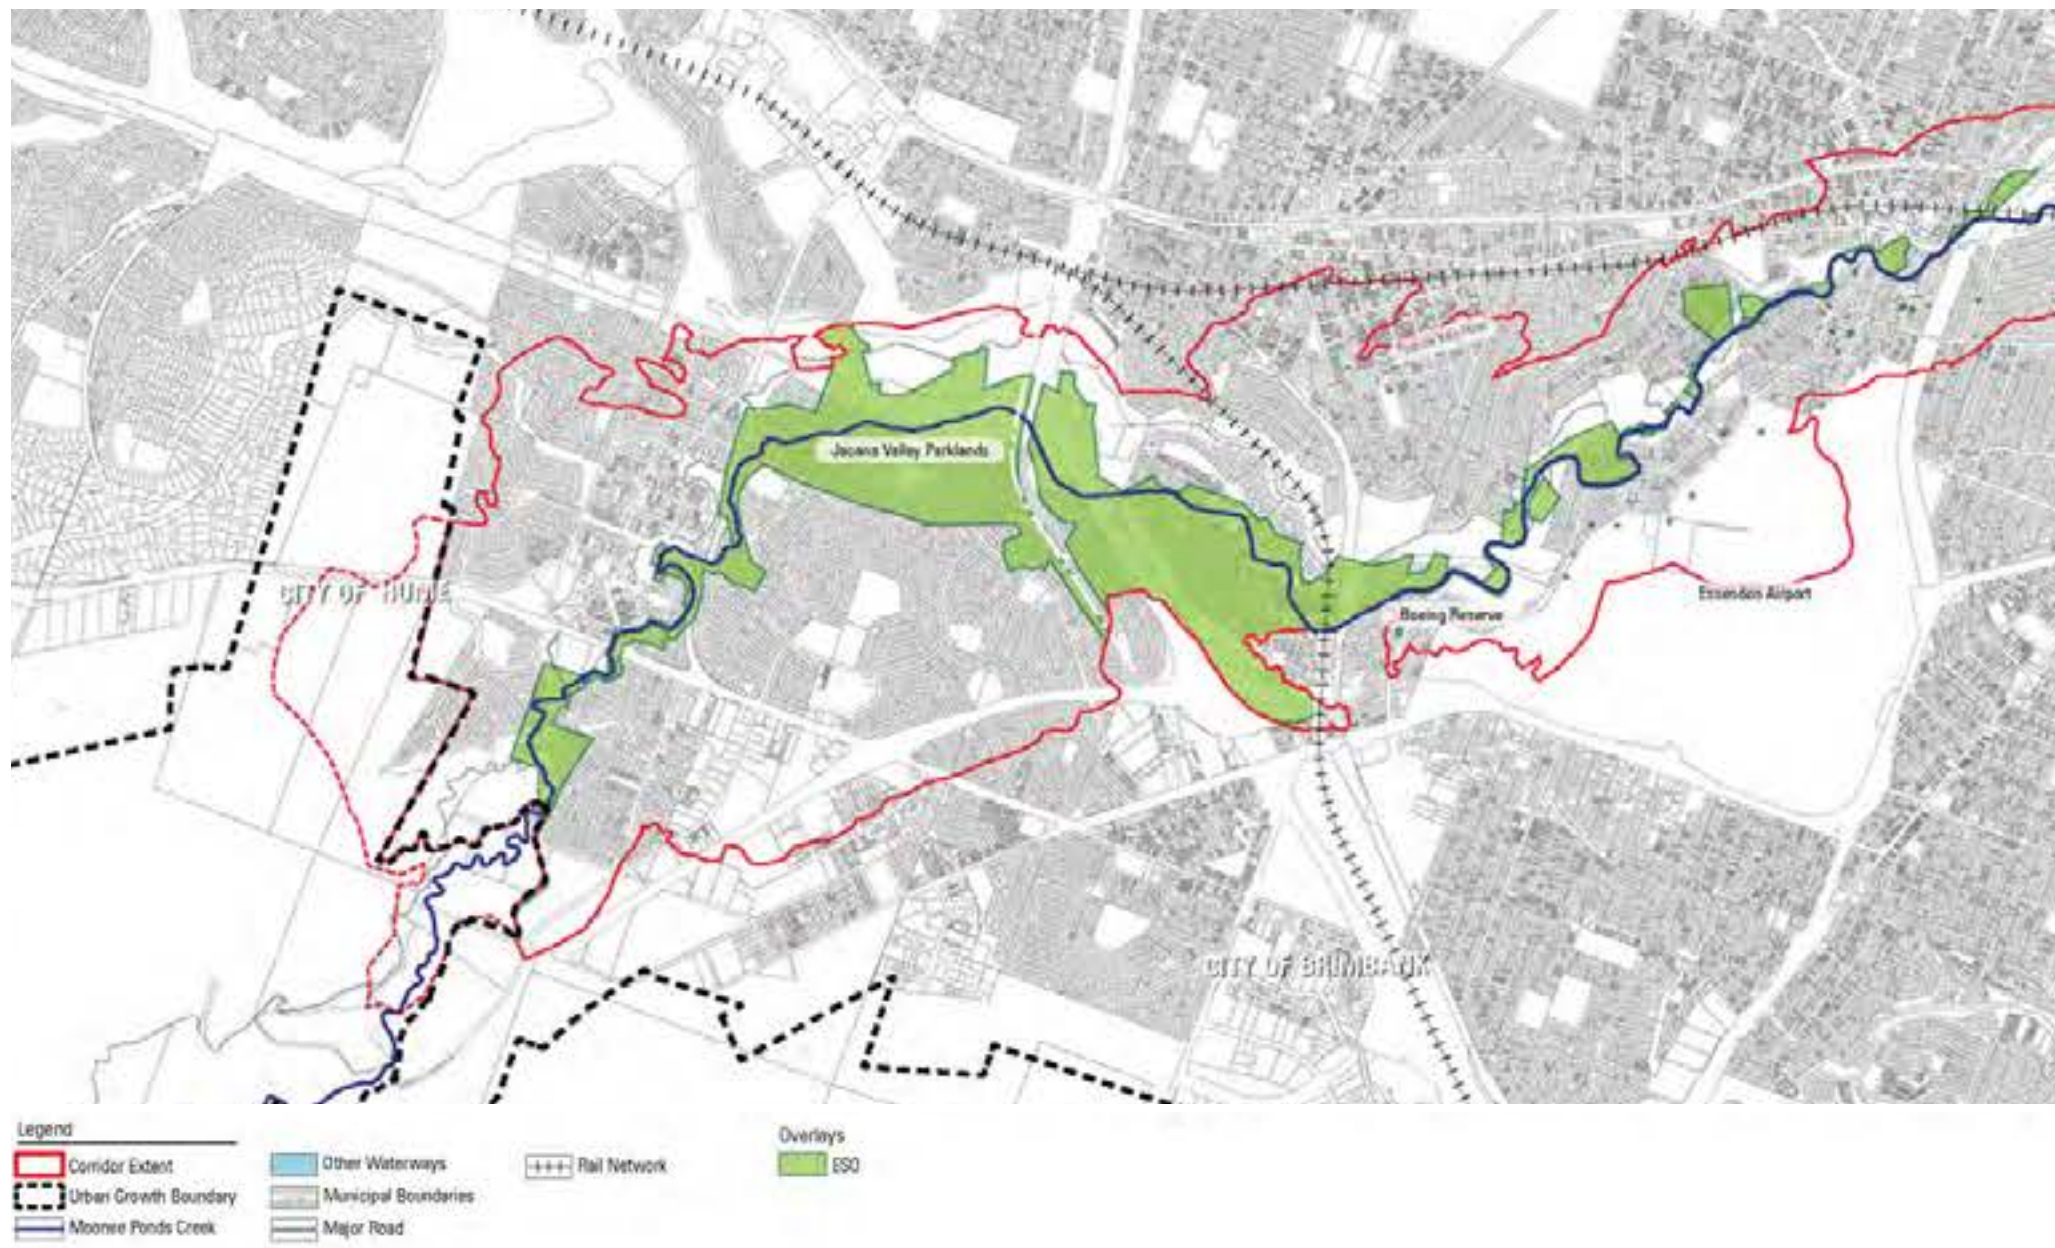 Jacana Valley Parklands
CITY OF HUME
Essendon Airport
Boeing Reserve
CITY OF BRIMBANK
Legend
Corridor Extent
Urban Growth Boundary
Moonee Ponds Creek
Other Waterways
Municipal Boundaries
Major Road
Rail Network
Overlays
ESO